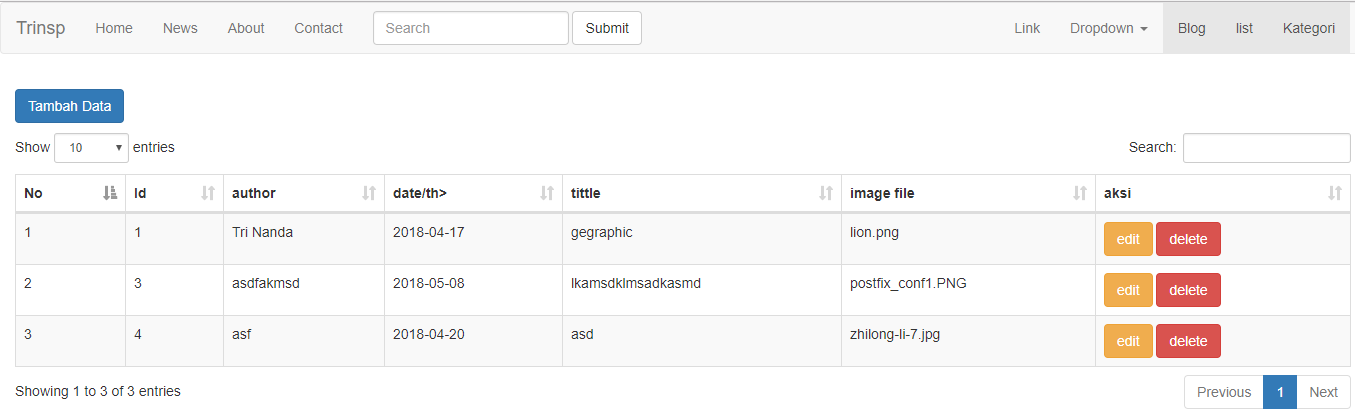 Trinsp Home News About Contact Search Submit Link Dropdown Blog list Kategori
Tambah Data
Show 10 entries Search:
No Id author date/th> tittle image file aksi
1 1 Tri Nanda 2018-04-17 gegraphic lion.png edit delete
2 3 asdfakmsd 2018-05-08 lkamsdklmsadkasmd postfix_conf1.PNG edit delete
3 4 asf 2018-04-20 asd zhilong-li-7.jpg edit delete
Showing 1 to 3 of 3 entries Previous 1 Next